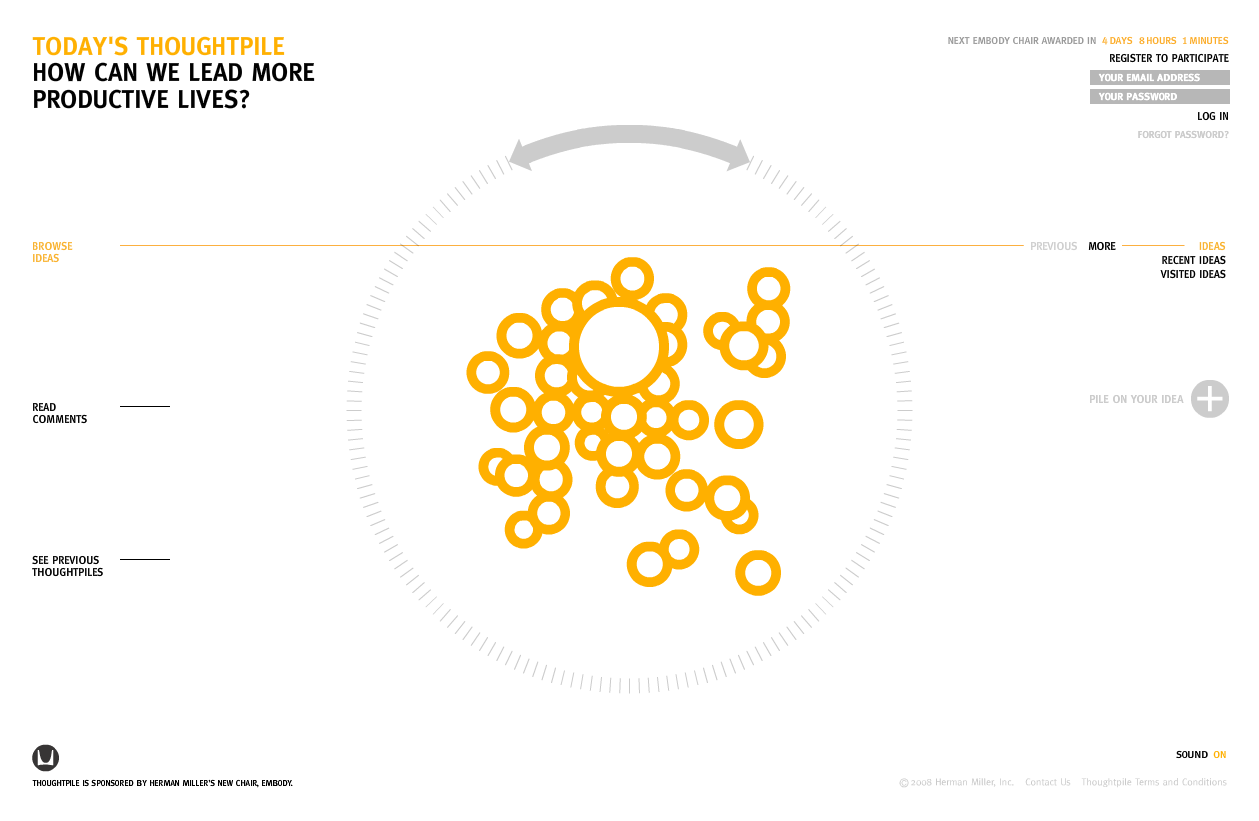 TODAY'S THOUGHTPILE
HOW CAN WE LEAD MORE
PRODUCTIVE LIVES?
NEXT EMBODY CHAIR AWARDED IN 4 DAYS 8 HOURS 1 MINUTES
REGISTER TO PARTICIPATE
YOUR EMAIL ADDRESS
YOUR PASSWORD
LOG IN
FORGOT PASSWORD?
BROWSE
IDEAS
PREVIOUS MORE IDEAS
RECENT IDEAS
VISITED IDEAS
READ
COMMENTS
PILE ON YOUR IDEA
SEE PREVIOUS
THOUGHTPILES
SOUND ON
THOUGHTPILE IS SPONSORED BY HERMAN MILLER'S NEW CHAIR, EMBODY.
© 2008 Herman Miller, Inc. Contact Us Thoughtpile Terms and Conditions